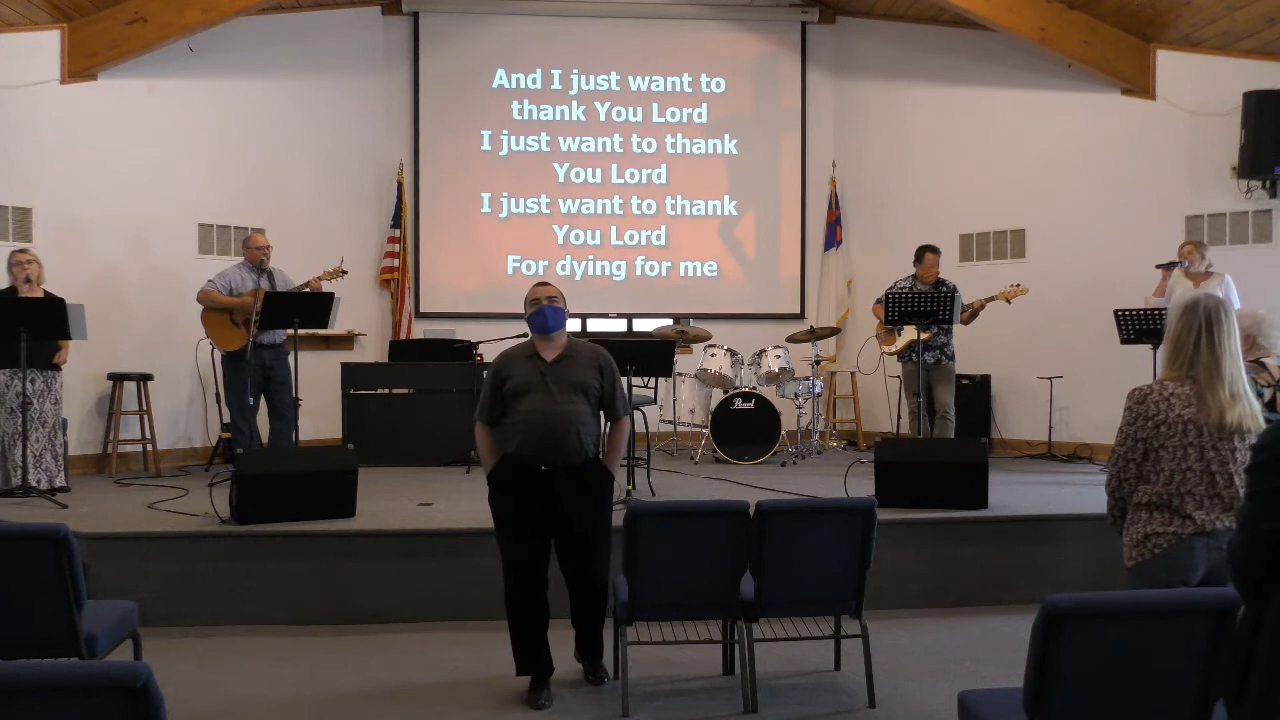 And I just want to
thank You Lord
I just want to thank
You Lord
I just want to thank
You Lord
For dying for me
Pearl